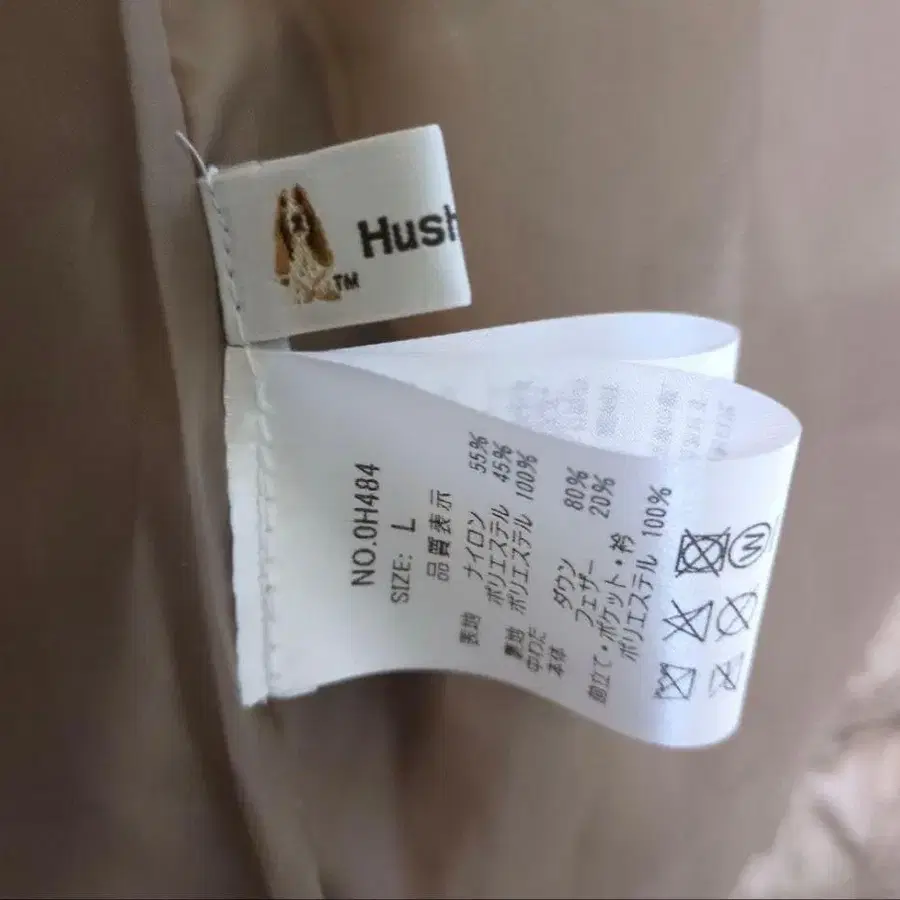 Hush
TM
NO.0H484
SIZE: L
品質表示
表地 ナイロン 55%
ポリエステル 45%
裏地 ポリエステル 100%
中わた
本体 ダウン 80%
フェザー 20%
前立て・ポケット・衿
ポリエステル 100%
W